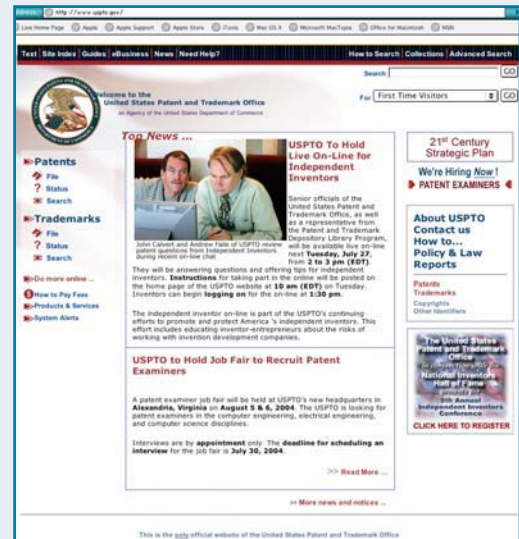 Address: http://www.uspto.gov/
Live Home Page Apple Apple Support Apple Store iTools Mac OS X Microsoft MacTopia Office for Macintosh MSN
Text Site Index Guides eBusiness News Need Help? How to Search Collections Advanced Search
Search GO
Welcome to the
United States Patent and Trademark Office
an Agency of the United States Department of Commerce
For First Time Visitors GO
Patents
File
? Status
Search
Trademarks
File
? Status
Search
Do more online ...
$ How to Pay Fees
Products & Services
System Alerts
Top News ...
USPTO To Hold
Live On-Line for
Independent
Inventors
Senior officials of the
United States Patent and
Trademark Office, as well
as a representative from
the Patent and Trademark
Depository Library Program,
will be available live on-line
next Tuesday, July 27,
from 2 to 3 pm (EDT).
John Calvert and Andrew Faile of USPTO review
patent questions from Independent Inventors
during recent on-line chat
They will be answering questions and offering tips for independent
inventors. Instructions for taking part in the online will be posted on
the home page of the USPTO website at 10 am (EDT) on Tuesday.
Inventors can begin logging on for the on-line at 1:30 pm.
The independent inventor on-line is part of the USPTO's continuing
efforts to promote and protect America 's independent inventors. This
effort includes educating inventor-entrepreneurs about the risks of
working with invention development companies.
USPTO to Hold Job Fair to Recruit Patent
Examiners
A patent examiner job fair will be held at USPTO's new headquarters in
Alexandria, Virginia on August 5 & 6, 2004. The USPTO is looking for
patent examiners in the computer engineering, electrical engineering,
and computer science disciplines.
Interviews are by appointment only. The deadline for scheduling an
interview for the job fair is July 30, 2004.
>> Read More ...
>> More news and notices ...
21st Century
Strategic Plan
We're Hiring Now !
PATENT EXAMINERS
About USPTO
Contact us
How to...
Policy & Law
Reports
Patents
Trademarks
Copyrights
Other Identifiers
The United States
Patent and Trademark
Office
in conjunction with the
National Inventors
Hall of Fame
presents the
9th Annual
Independent Inventors
Conference
CLICK HERE TO REGISTER
This is the only official website of the United States Patent and Trademark Office